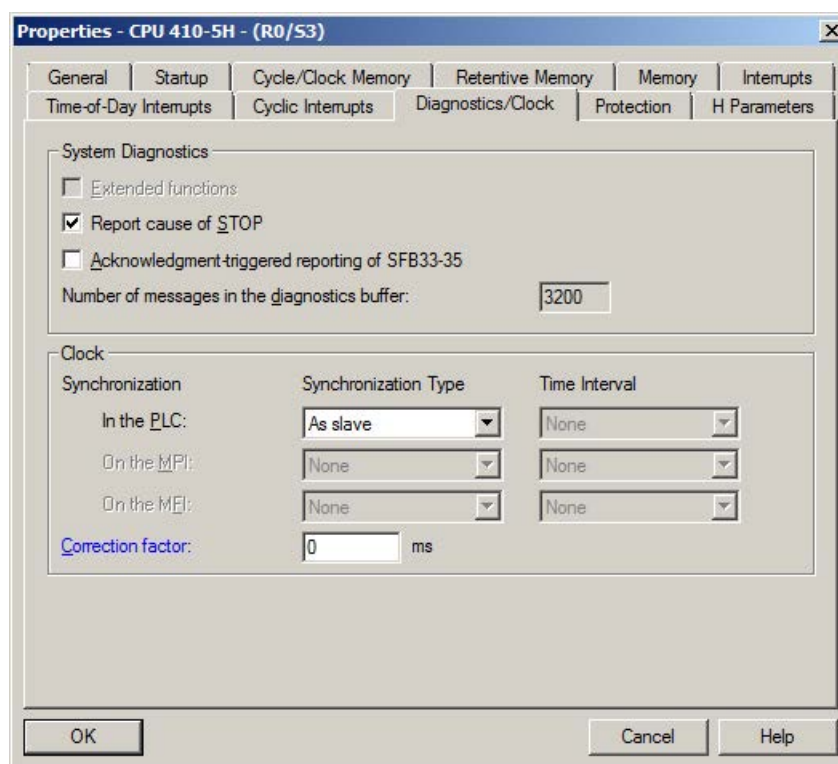 Properties - CPU 410-5H - (R0/S3)
General Startup Cycle/Clock Memory Retentive Memory Memory Interrupts
Time-of-Day Interrupts Cyclic Interrupts Diagnostics/Clock Protection H Parameters
System Diagnostics
Extended functions
Report cause of STOP
Acknowledgment-triggered reporting of SFB33-35
Number of messages in the diagnostics buffer: 3200
Clock
Synchronization Synchronization Type Time Interval
In the PLC: As slave None
On the MPI: None None
On the MFI: None None
Correction factor: 0 ms
OK Cancel Help